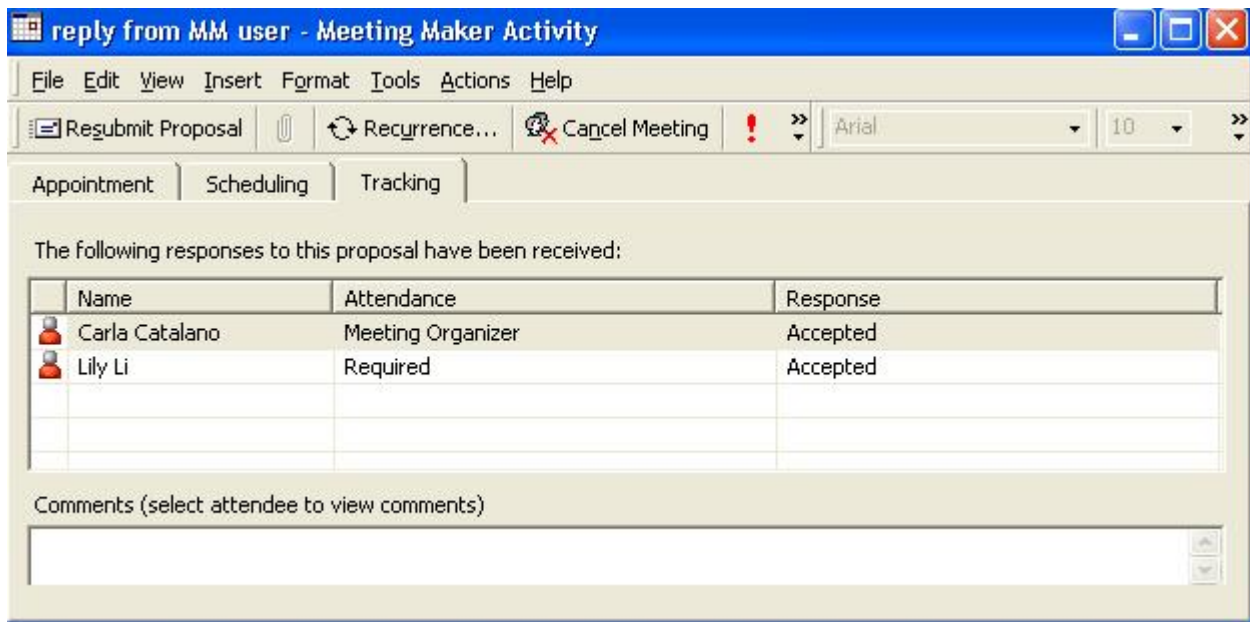 reply from MM user - Meeting Maker Activity
File Edit View Insert Format Tools Actions Help
Resubmit Proposal Recurrence... Cancel Meeting Arial 10
Appointment Scheduling Tracking
The following responses to this proposal have been received:
Name Attendance Response
Carla Catalano Meeting Organizer Accepted
Lily Li Required Accepted
Comments (select attendee to view comments)